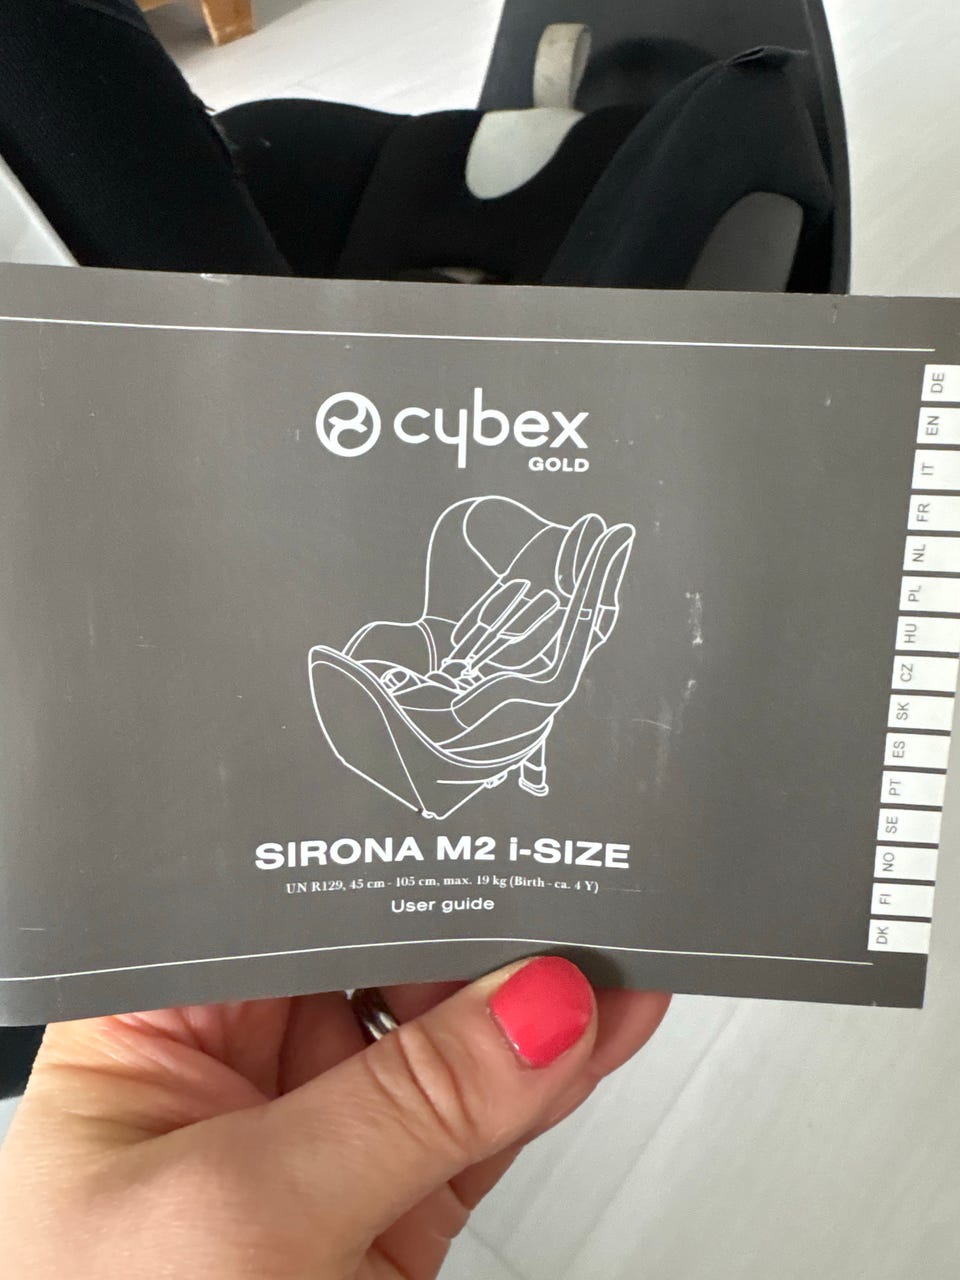 cybex
GOLD
SIRONA M2 i-SIZE
UN R129, 45 cm - 105 cm, max. 19 kg (Birth - ca. 4 Y)
User guide
DE
EN
IT
FR
NL
PL
HU
CZ
SK
ES
PT
SE
NO
FI
DK